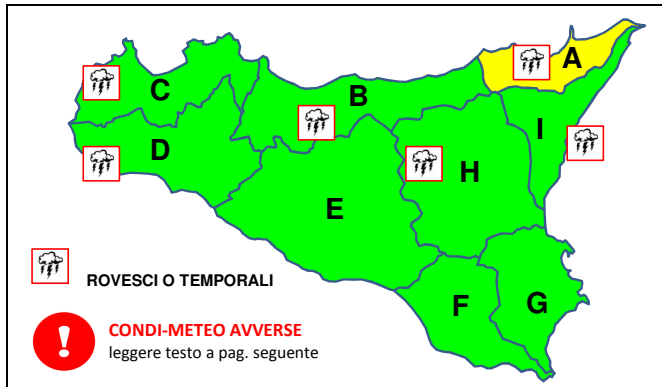 A
C
B
I
D
H
E
F
G
ROVESCI O TEMPORALI
!
CONDI-METEO AVVERSE
leggere testo a pag. seguente